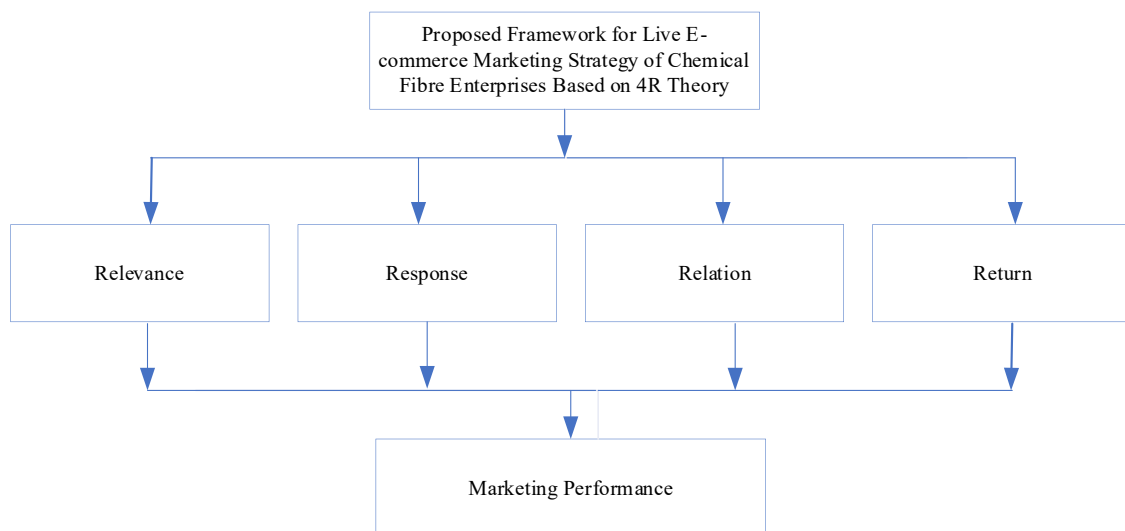 Proposed Framework for Live E-
commerce Marketing Strategy of Chemical
Fibre Enterprises Based on 4R Theory
Relevance
Response
Relation
Return
Marketing Performance